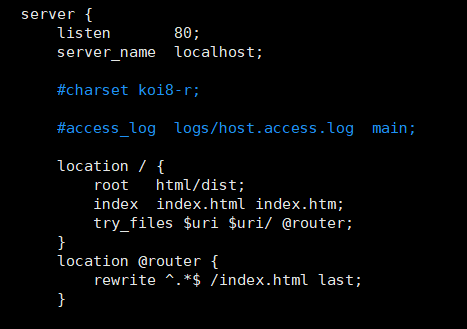 server {
    listen       80;
    server_name  localhost;
    #charset koi8-r;
    #access_log  logs/host.access.log  main;
    location / {
        root   html/dist;
        index  index.html index.htm;
        try_files $uri $uri/ @router;
    }
    location @router {
        rewrite ^.*$ /index.html last;
    }